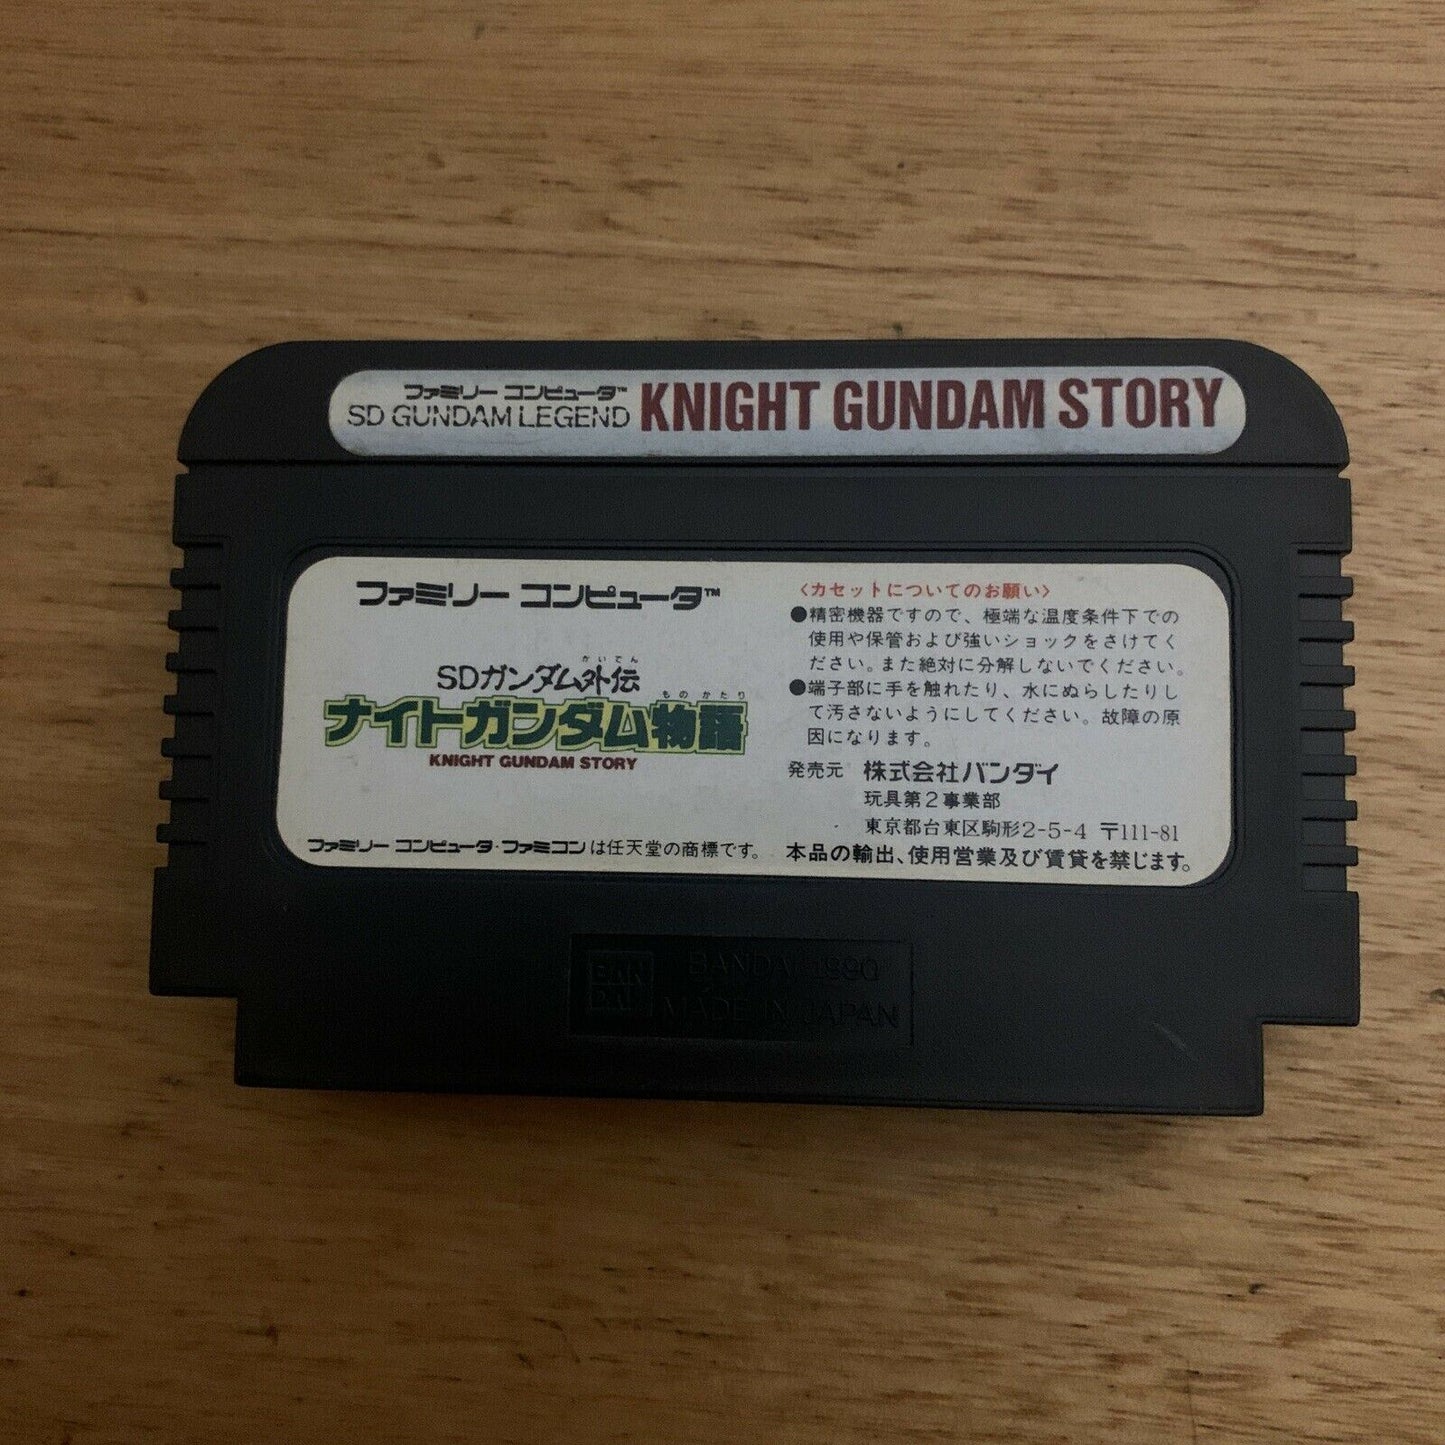 ファミリー コンピュータ™
SD GUNDAM LEGEND KNIGHT GUNDAM STORY
ファミリー コンピュータ™
かいでん
SDガンダム外伝
ものがたり
ナイトガンダム物語
KNIGHT GUNDAM STORY
ファミリー コンピュータ・ファミコンは任天堂の商標です。
〈カセットについてのお願い〉
●精密機器ですので、極端な温度条件下での
使用や保管および強いショックをさけてく
ださい。また絶対に分解しないでください。
●端子部に手を触れたり、水にぬらしたりし
て汚さないようにしてください。故障の原
因になります。
発売元 株式会社バンダイ
玩具第2事業部
東京都台東区駒形2-5-4 〒111-81
本品の輸出、使用営業及び賃貸を禁じます。
BAN
DAI
BANDAI 1990
MADE IN JAPAN